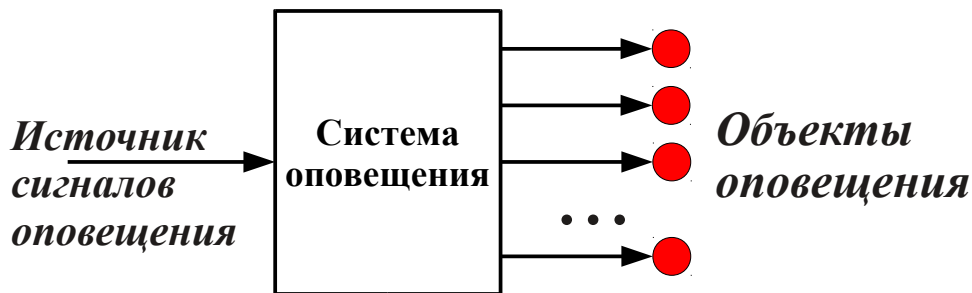 Источник
сигналов
оповещения
Система
оповещения
Объекты
оповещения